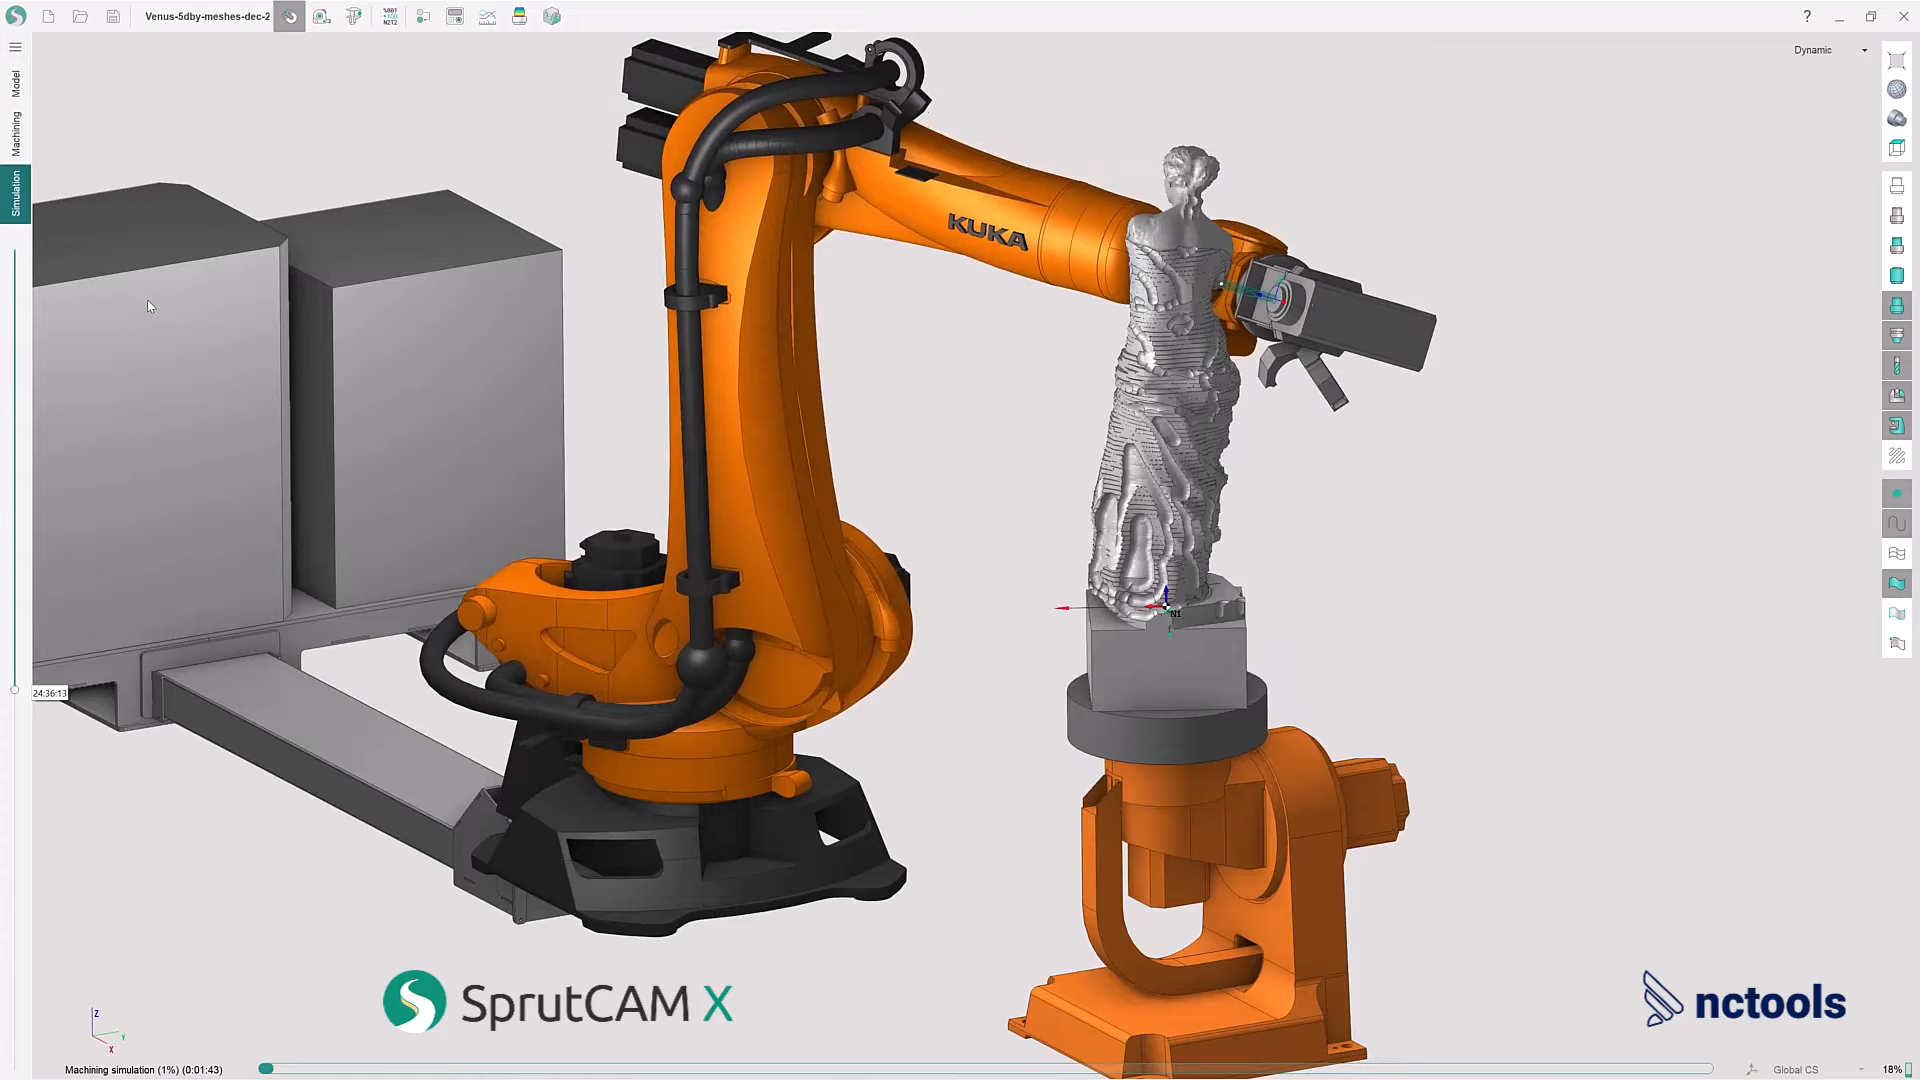 Venus-5dby-meshes-dec-2
?
Dynamic
Model
Machining
Simulation
KUKA
N1
24:36:13
SprutCAM X
nctools
Z
Y
X
Machining simulation (1%) (0:01:43)
Global CS
18%